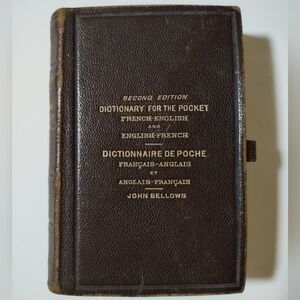 SECOND EDITION
DICTIONARY FOR THE POCKET
FRENCH-ENGLISH
AND
ENGLISH-FRENCH
DICTIONNAIRE DE POCHE
FRANÇAIS-ANGLAIS
ET
ANGLAIS-FRANÇAIS
JOHN BELLOWS